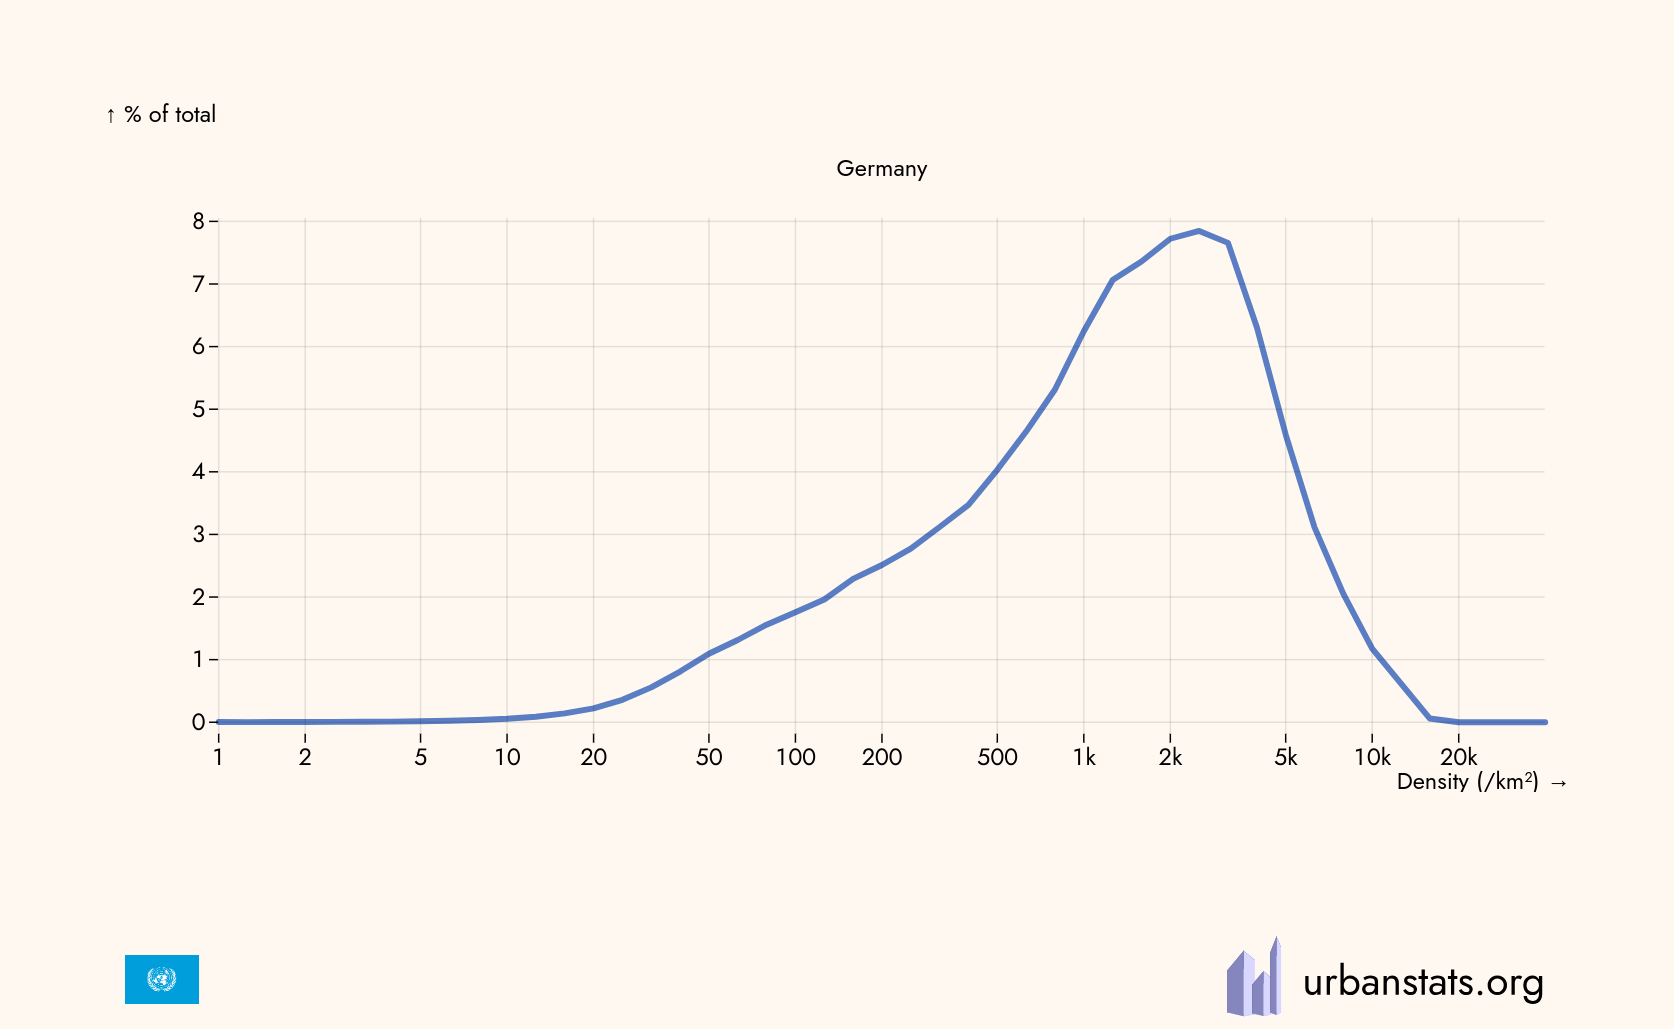 ↑ % of total
Germany
8
7
6
5
4
3
2
1
0
1 2 5 10 20 50 100 200 500 1k 2k 5k 10k 20k
Density (/km²) →
urbanstats.org